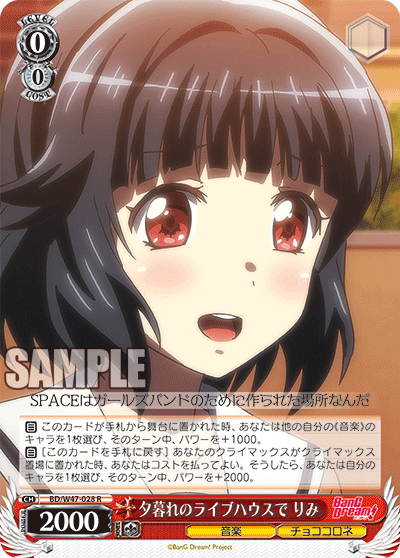 LEVEL
0
0
COST
SAMPLE
SPACEはガールズバンドのために作られた場所なんだ
自 このカードが手札から舞台に置かれた時、あなたは他の自分の《音楽》の
キャラを1枚選び、そのターン中、パワーを+1000。
自 [このカードを手札に戻す] あなたのクライマックスがクライマックス
置場に置かれた時、あなたはコストを払ってよい。そうしたら、あなたは自分の
キャラを1枚選び、そのターン中、パワーを+2000。
CH BD/W47-028 R
2000
夕暮れのライブハウスで りみ
音楽
チョココロネ
BanG Dream!
©BanG Dream! Project